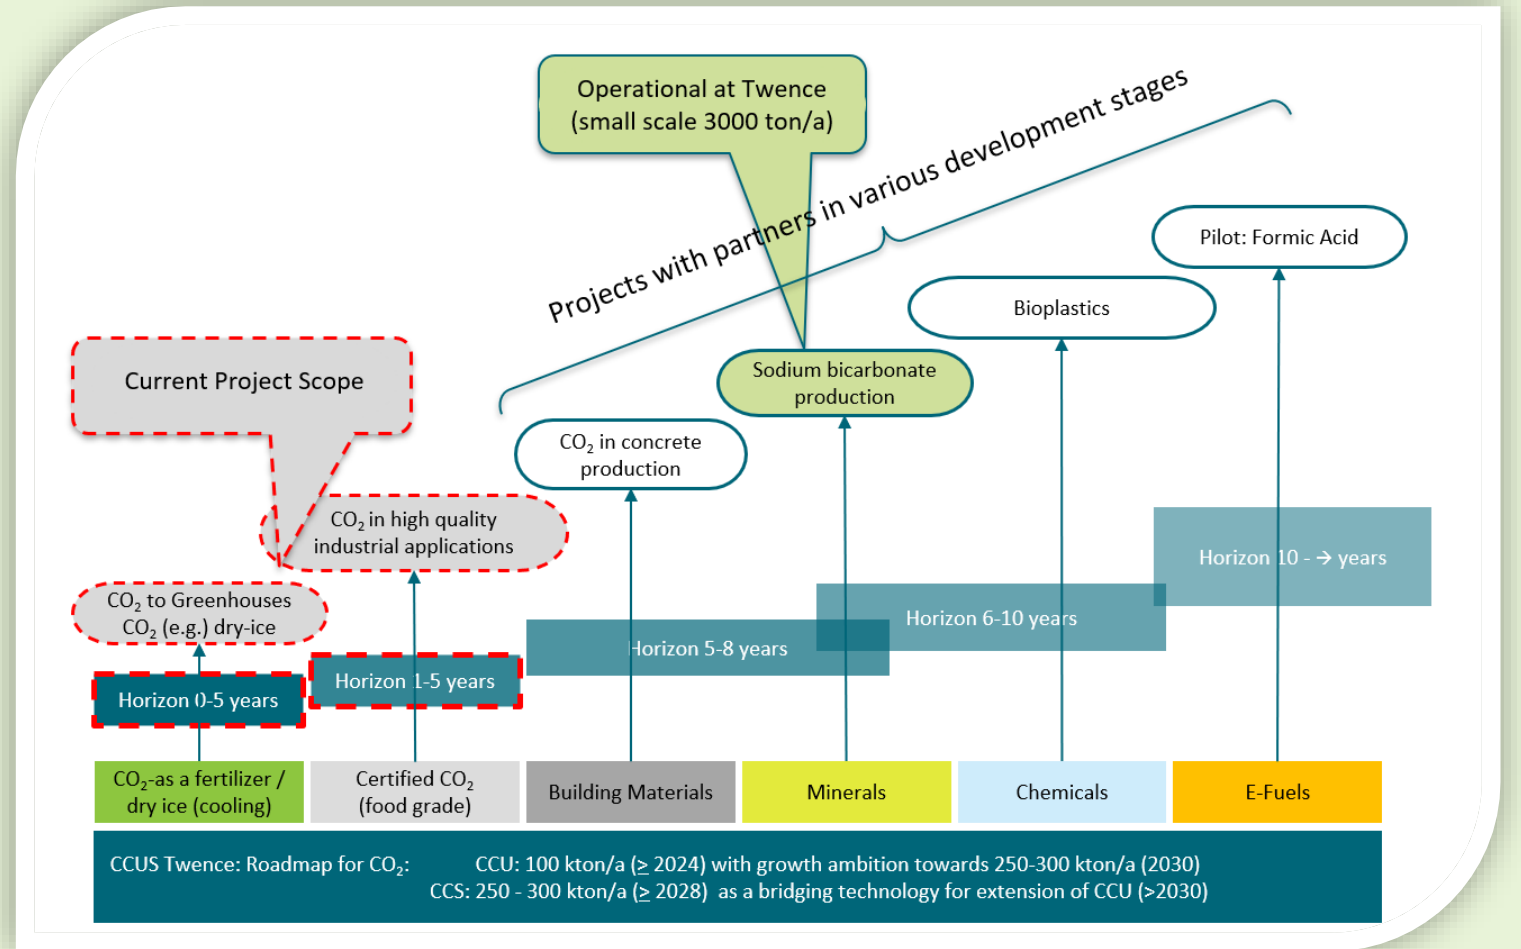 Operational at Twence
(small scale 3000 ton/a)
Projects with partners in various development stages
Pilot: Formic Acid
Bioplastics
Sodium bicarbonate
production
Current Project Scope
CO₂ in concrete
production
CO₂ in high quality
industrial applications
CO₂ to Greenhouses
CO₂ (e.g.) dry-ice
Horizon 0-5 years
Horizon 1-5 years
Horizon 5-8 years
Horizon 6-10 years
Horizon 10 - → years
CO₂-as a fertilizer /
dry ice (cooling)
Certified CO₂
(food grade)
Building Materials
Minerals
Chemicals
E-Fuels
CCUS Twence: Roadmap for CO₂: CCU: 100 kton/a (≥ 2024) with growth ambition towards 250-300 kton/a (2030)
CCS: 250 - 300 kton/a (≥ 2028) as a bridging technology for extension of CCU (>2030)